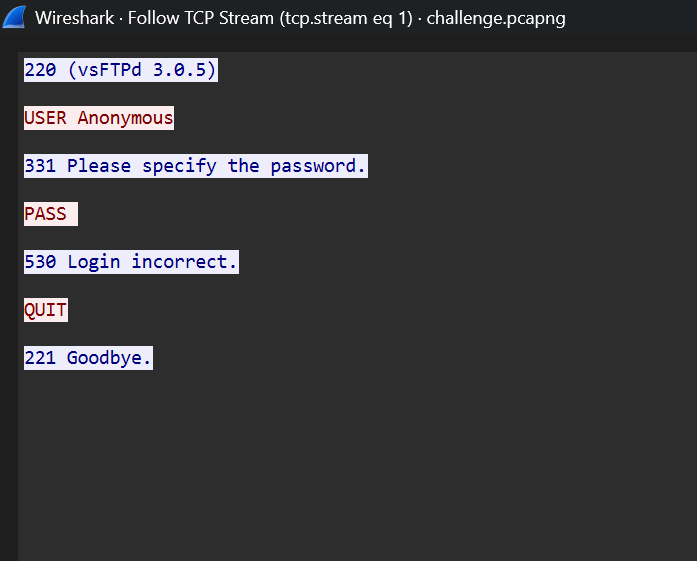 Wireshark · Follow TCP Stream (tcp.stream eq 1) · challenge.pcapng
220 (vsFTPd 3.0.5)
USER Anonymous
331 Please specify the password.
PASS
530 Login incorrect.
QUIT
221 Goodbye.